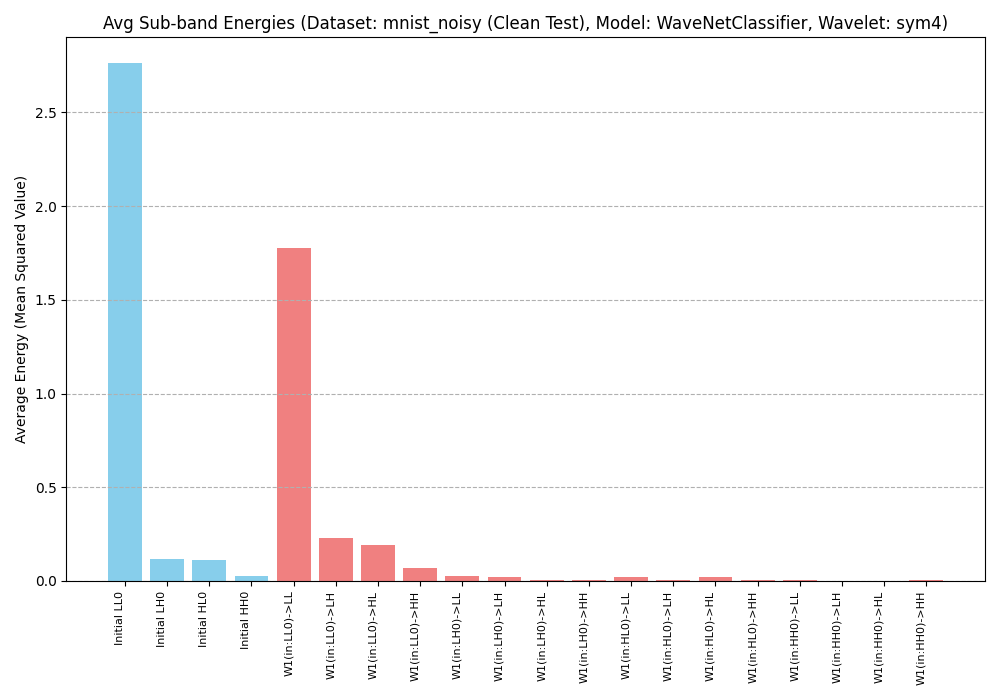 Avg Sub-band Energies (Dataset: mnist_noisy (Clean Test), Model: WaveNetClassifier, Wavelet: sym4)
Average Energy (Mean Squared Value)
2.5
2.0
1.5
1.0
0.5
0.0
Initial LL0
Initial LH0
Initial HL0
Initial HH0
W1(in:LL0)->LL
W1(in:LL0)->LH
W1(in:LL0)->HL
W1(in:LL0)->HH
W1(in:LH0)->LL
W1(in:LH0)->LH
W1(in:LH0)->HL
W1(in:LH0)->HH
W1(in:HL0)->LL
W1(in:HL0)->LH
W1(in:HL0)->HL
W1(in:HL0)->HH
W1(in:HH0)->LL
W1(in:HH0)->LH
W1(in:HH0)->HL
W1(in:HH0)->HH